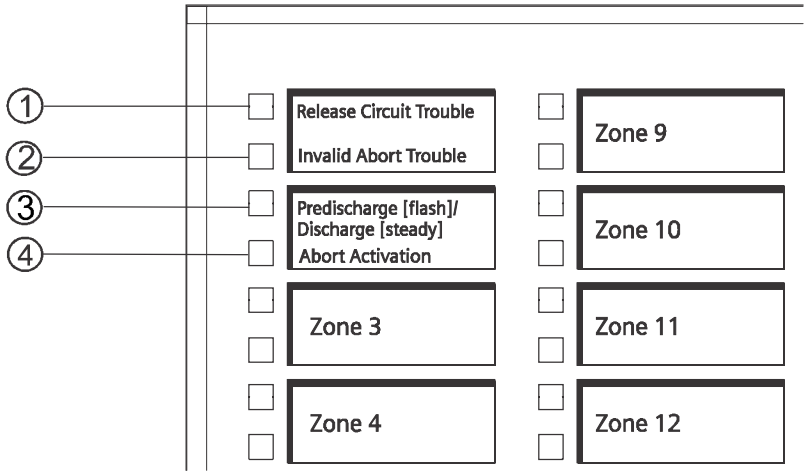 1
Release Circuit Trouble
2
Invalid Abort Trouble
3
Predischarge [flash]/
Discharge [steady]
4
Abort Activation
Zone 3
Zone 4
Zone 9
Zone 10
Zone 11
Zone 12